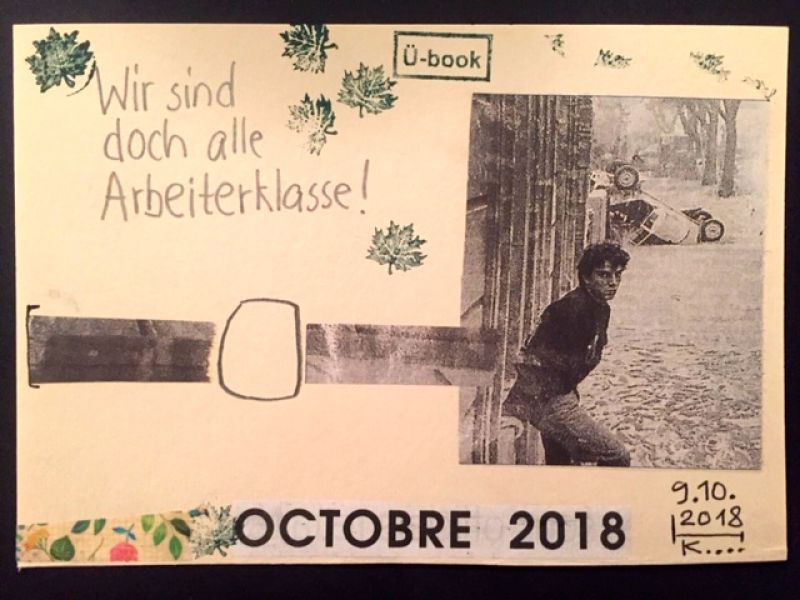 Ü-book
Wir sind
doch alle
Arbeiterklasse!
OCTOBRE 2018
9.10.
2018
K....